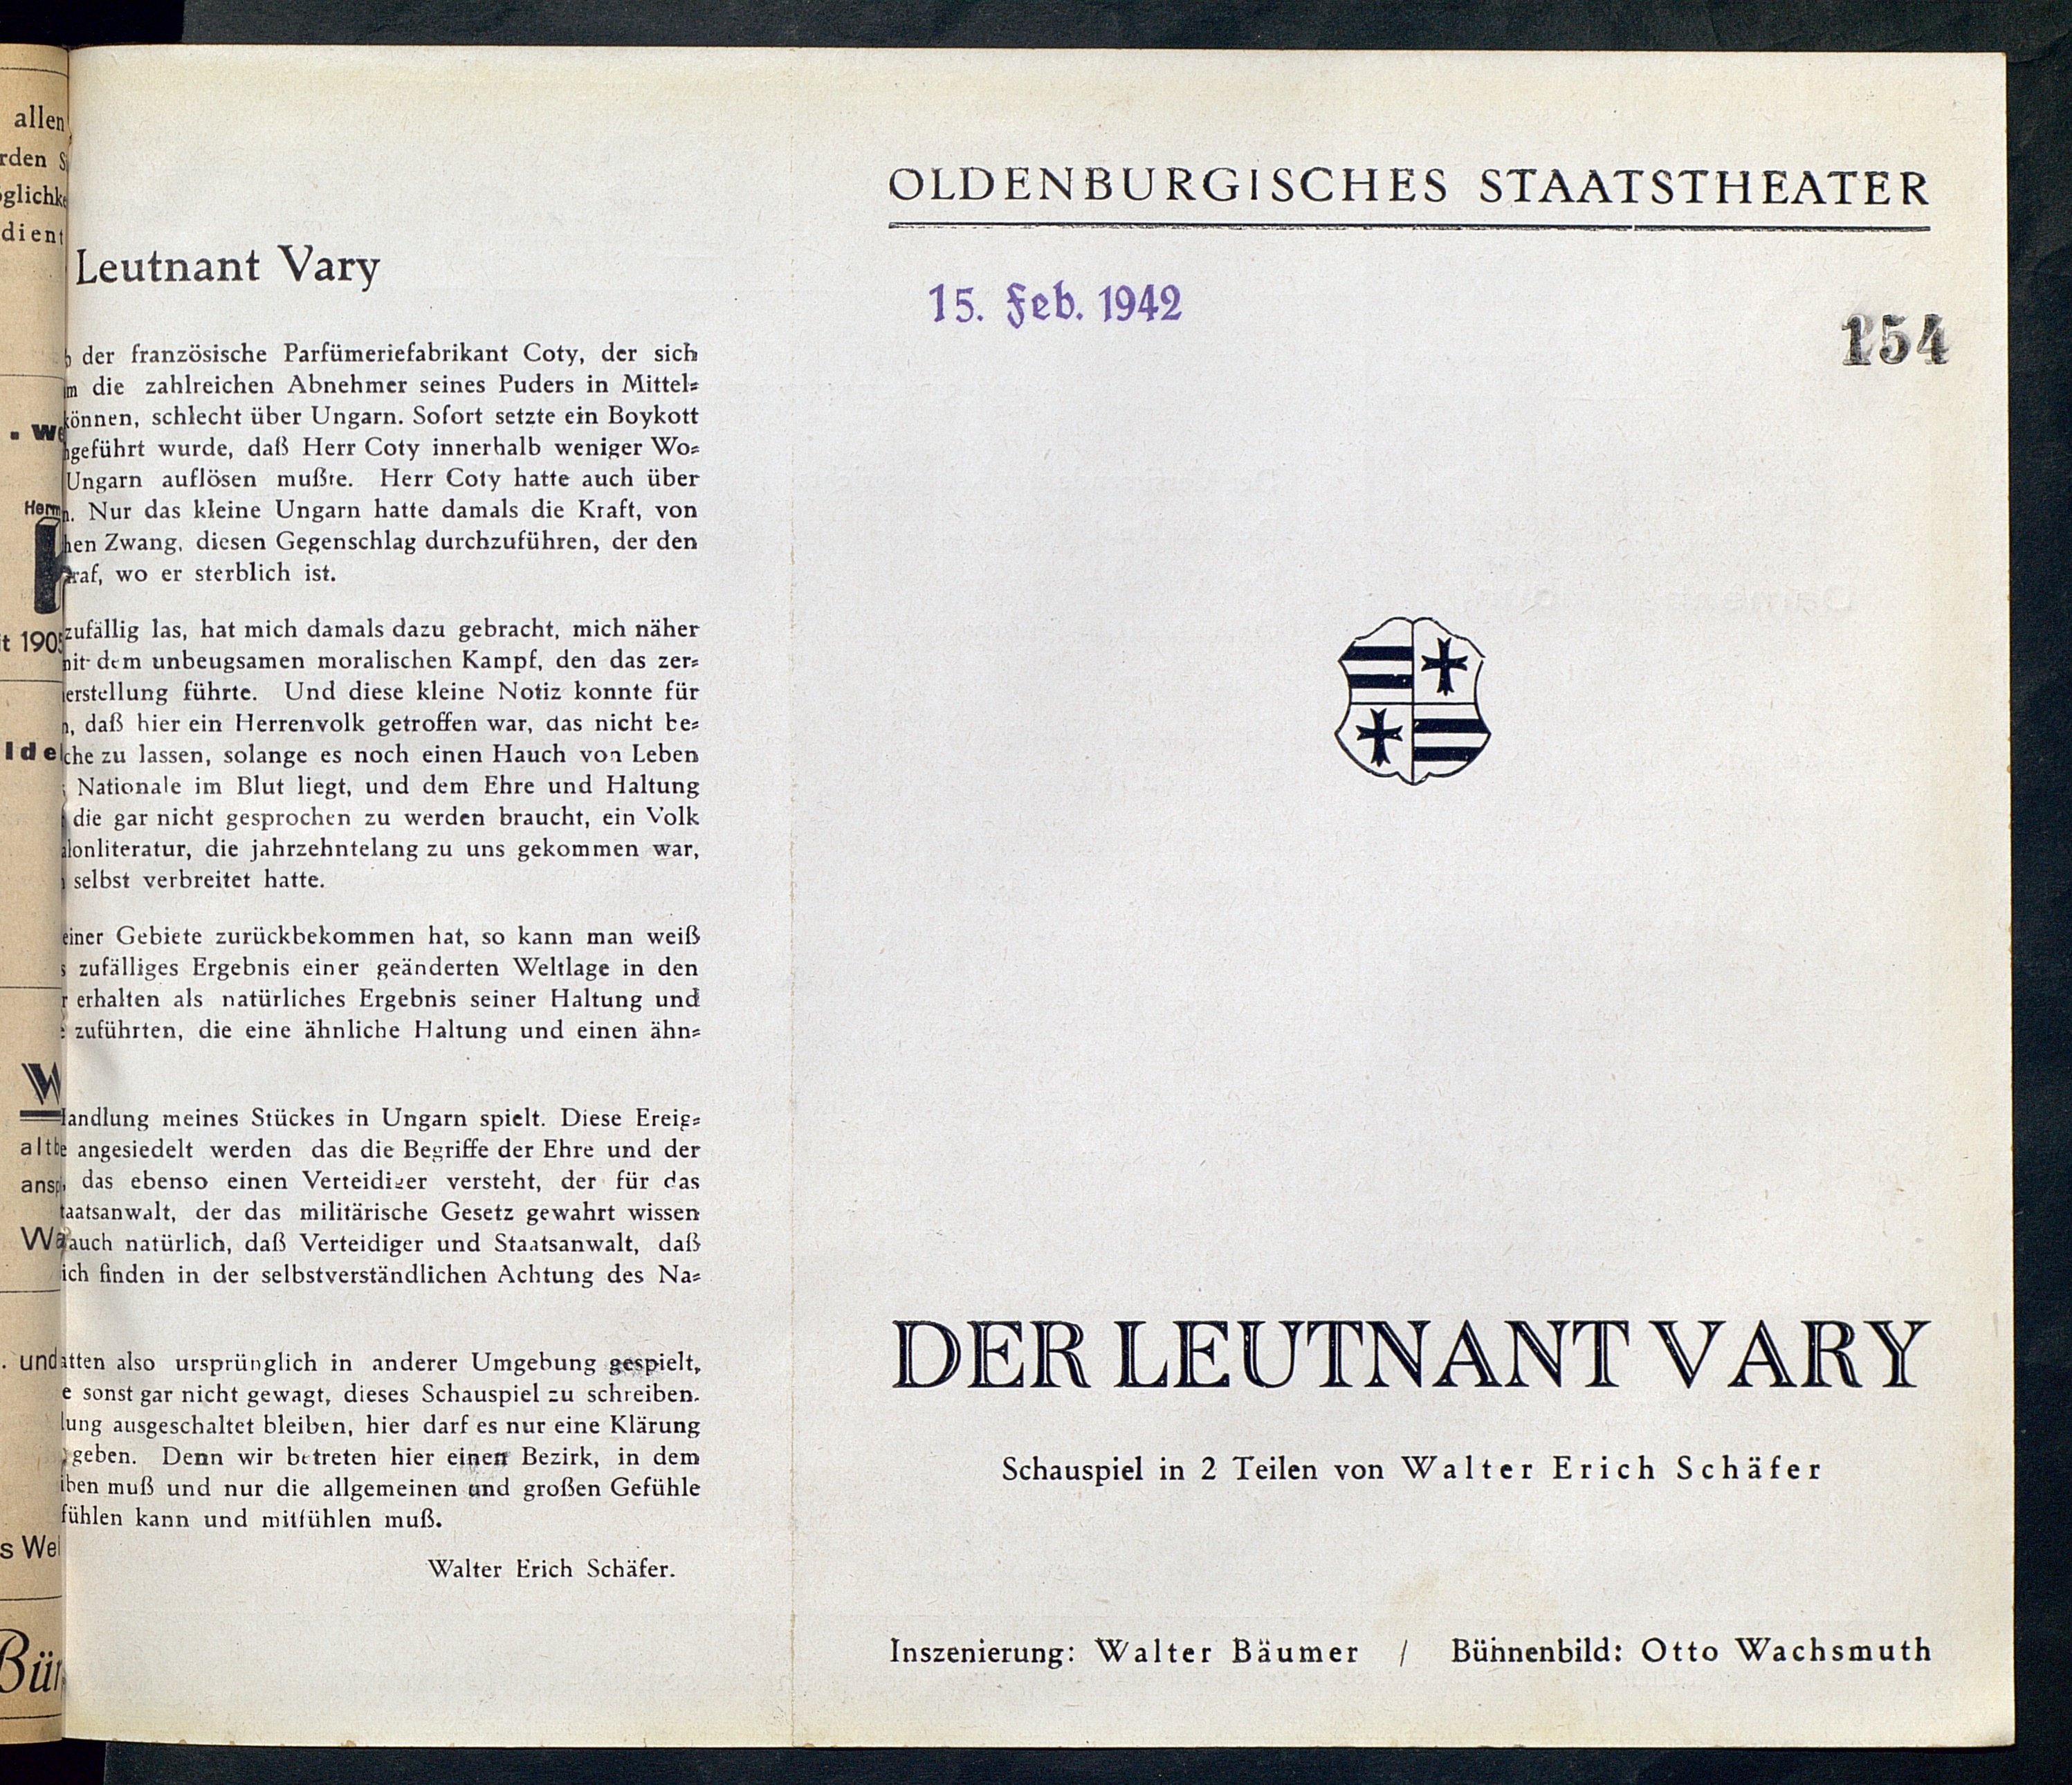 allen
rden
öglichk
dient
. we
Herm
it 1905
lde
W
altbe
ansp
Wa
. und
s Wel
Bür
Leutnant Vary
der französische Parfümeriefabrikant Coty, der sich
die zahlreichen Abnehmer seines Puders in Mittel=
können, schlecht über Ungarn. Sofort setzte ein Boykott
geführt wurde, daß Herr Coty innerhalb weniger Wo=
Ungarn auflösen mußte. Herr Coty hatte auch über
n. Nur das kleine Ungarn hatte damals die Kraft, von
hen Zwang, diesen Gegenschlag durchzuführen, der den
raf, wo er sterblich ist.
zufällig las, hat mich damals dazu gebracht, mich näher
mit dem unbeugsamen moralischen Kampf, den das zer=
erstellung führte. Und diese kleine Notiz konnte für
n, daß hier ein Herrenvolk getroffen war, das nicht be=
che zu lassen, solange es noch einen Hauch von Leben
Nationale im Blut liegt, und dem Ehre und Haltung
die gar nicht gesprochen zu werden braucht, ein Volk
alonliteratur, die jahrzehntelang zu uns gekommen war,
selbst verbreitet hatte.
einer Gebiete zurückbekommen hat, so kann man weiß
s zufälliges Ergebnis einer geänderten Weltlage in den
r erhalten als natürliches Ergebnis seiner Haltung und
zuführten, die eine ähnliche Haltung und einen ähn=
Handlung meines Stückes in Ungarn spielt. Diese Ereig=
angesiedelt werden das die Begriffe der Ehre und der
das ebenso einen Verteidiger versteht, der für das
taatsanwalt, der das militärische Gesetz gewahrt wissen
auch natürlich, daß Verteidiger und Staatsanwalt, daß
ich finden in der selbstverständlichen Achtung des Na=
atten also ursprünglich in anderer Umgebung gespielt,
e sonst gar nicht gewagt, dieses Schauspiel zu schreiben.
lung ausgeschaltet bleiben, hier darf es nur eine Klärung
geben. Denn wir betreten hier einen Bezirk, in dem
iben muß und nur die allgemeinen und großen Gefühle
fühlen kann und mitfühlen muß.
Walter Erich Schäfer.
OLDENBURGISCHES STAATSTHEATER
15. Feb. 1942
154
DER LEUTNANT VARY
Schauspiel in 2 Teilen von Walter Erich Schäfer
Inszenierung: Walter Bäumer / Bühnenbild: Otto Wachsmuth